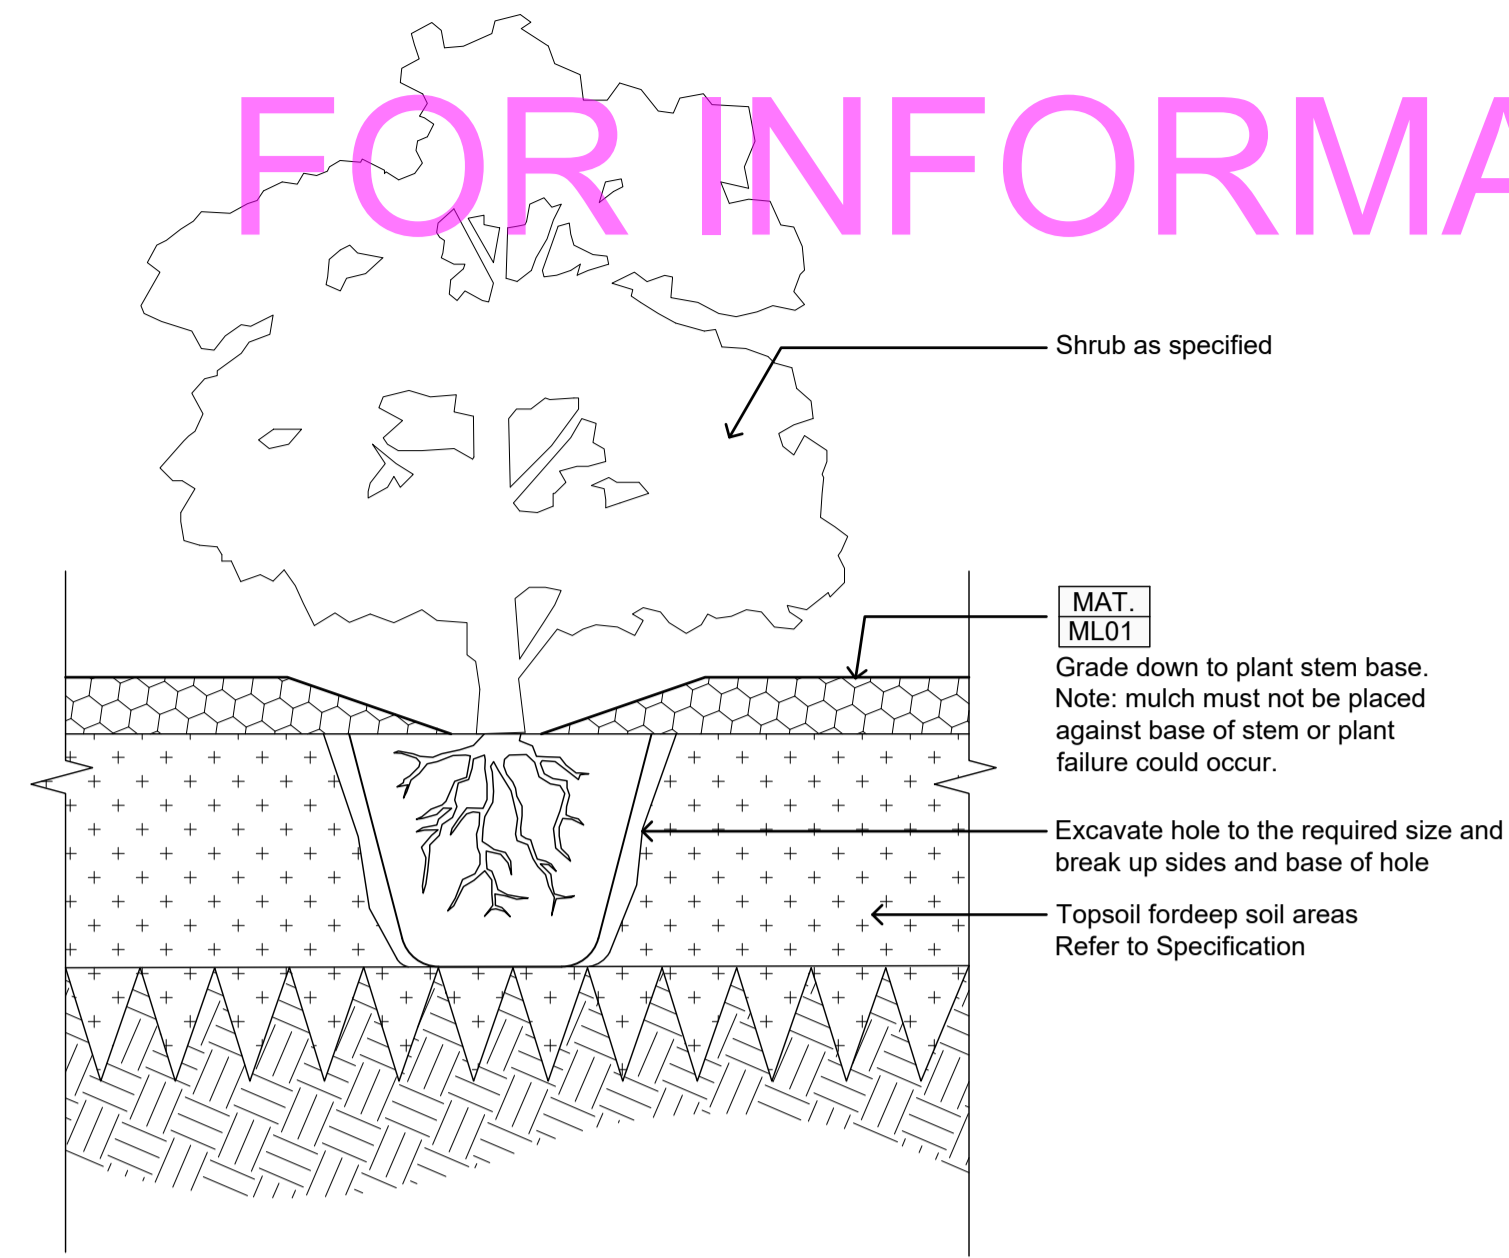 FOR INFORMA
Shrub as specified
MAT.
ML01
Grade down to plant stem base.
Note: mulch must not be placed
against base of stem or plant
failure could occur.
Excavate hole to the required size and
break up sides and base of hole
Topsoil fordeep soil areas
Refer to Specification